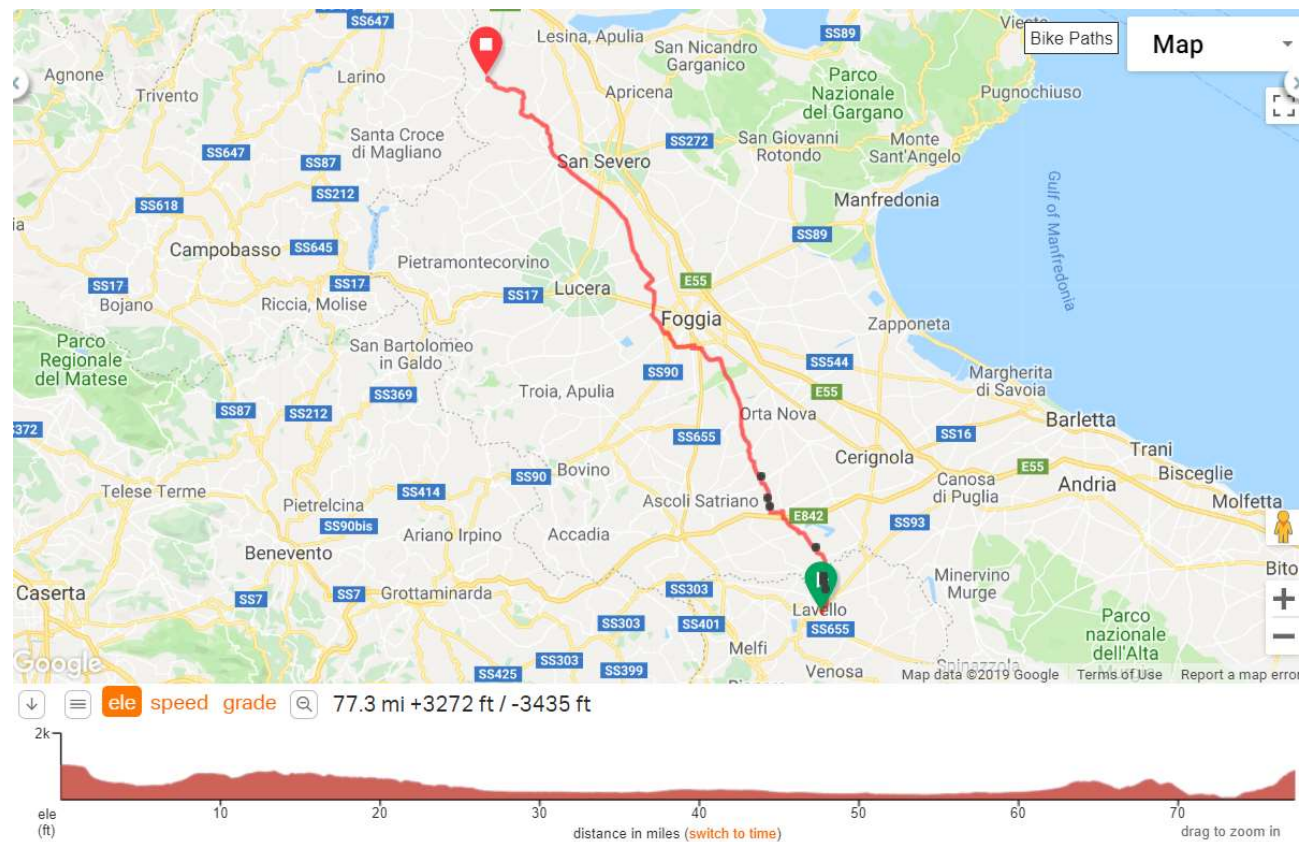 SS647
SS647
Lesina, Apulia
SS89
Vieste
Bike Paths
Map
San Nicandro
Garganico
Agnone
Trivento
Larino
Apricena
Parco
Nazionale
del Gargano
Pugnochiuso
Santa Croce
di Magliano
SS647
SS87
SS212
San Severo
SS272
San Giovanni
Rotondo
Monte
Sant'Angelo
SS618
Manfredonia
Gulf of Manfredonia
Campobasso
SS645
SS89
Pietramontecorvino
SS17
SS17
SS17
E55
Bojano
Riccia, Molise
Lucera
Foggia
Zapponeta
Parco
Regionale
del Matese
San Bartolomeo
in Galdo
SS90
SS544
Margherita
di Savoia
SS369
Troia, Apulia
E55
SS87
SS212
Orta Nova
Barletta
SS372
SS655
SS16
Trani
Cerignola
E55
Bisceglie
Telese Terme
SS90
Bovino
SS414
Canosa
di Puglia
Andria
Molfetta
Pietrelcina
Ascoli Satriano
SS90bis
E842
SS93
Ariano Irpino
Accadia
Benevento
Bito
Minervino
Murge
Caserta
SS7
SS7
Grottaminarda
SS303
Lavello
Parco
nazionale
dell'Alta
SS303
SS401
SS655
Melfi
SS303
SS425
SS399
Venosa
Spinazzola
Google
Map data ©2019 Google
Terms of Use
Report a map error
ele speed grade 77.3 mi +3272 ft / -3435 ft
2k
ele
(ft)
10 20 30 40 50 60 70
distance in miles (switch to time)
drag to zoom in